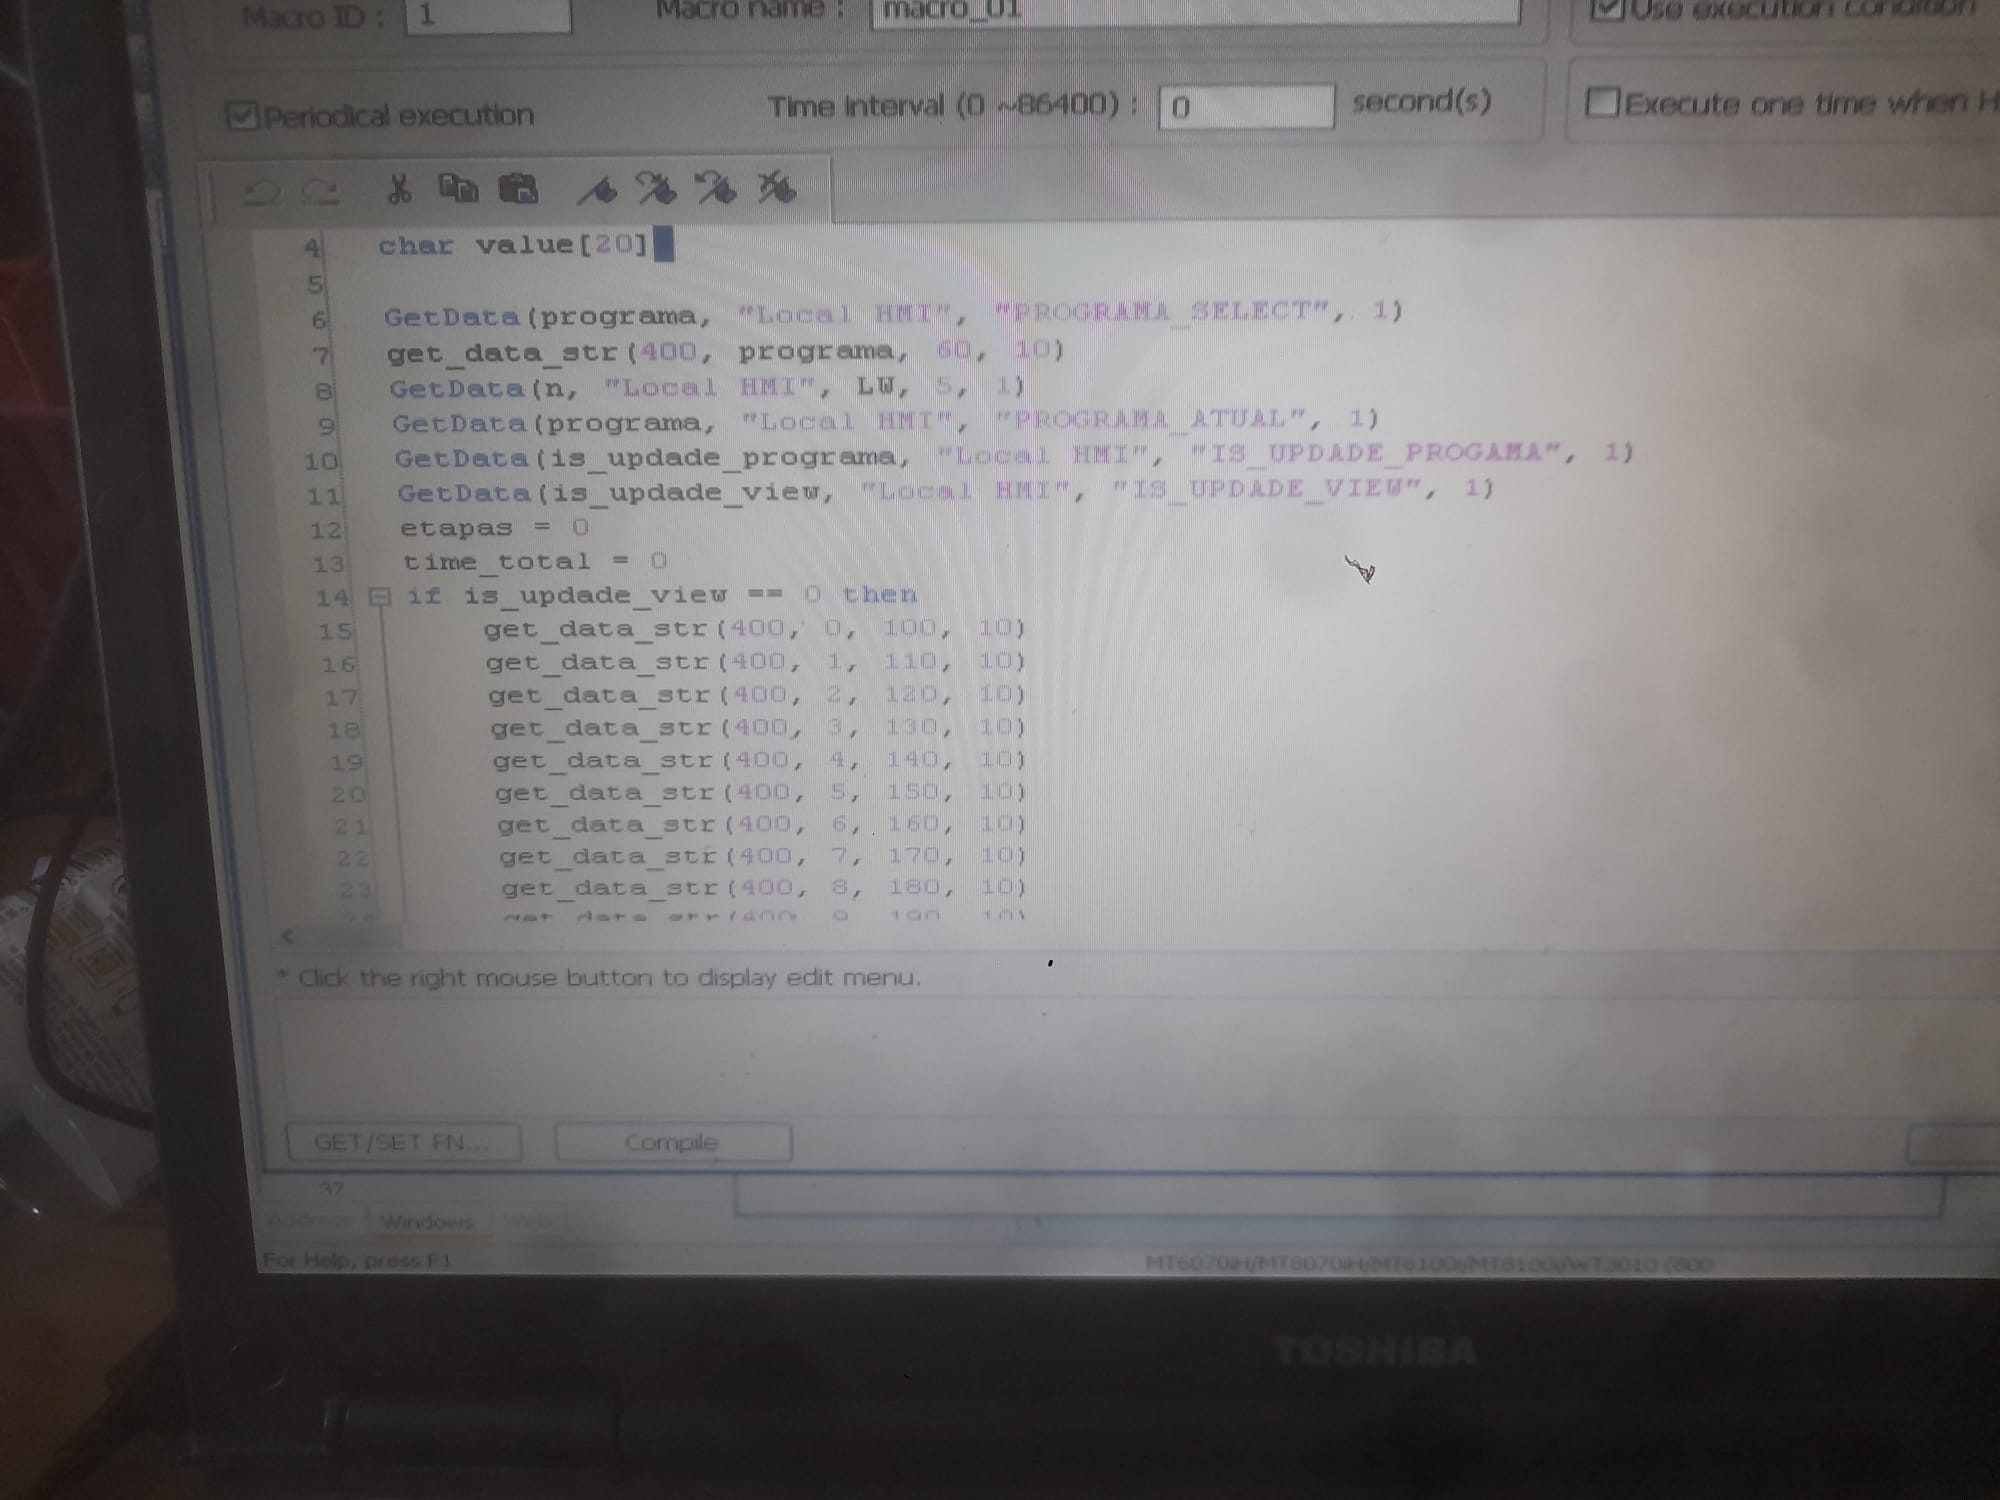 Macro ID : 1 Macro name : macro_01 Use execution condition
Periodical execution Time interval (0 ~86400) : 0 second(s) Execute one time when H
4 char value[20]
5
6 GetData(programa, "Local HMI", "PROGRAMA_SELECT", 1)
7 get_data_str(400, programa, 60, 10)
8 GetData(n, "Local HMI", LW, 5, 1)
9 GetData(programa, "Local HMI", "PROGRAMA_ATUAL", 1)
10 GetData(is_updade_programa, "Local HMI", "IS_UPDADE_PROGAMA", 1)
11 GetData(is_updade_view, "Local HMI", "IS_UPDADE_VIEW", 1)
12 etapas = 0
13 time_total = 0
14 if is_updade_view == 0 then
15 get_data_str(400, 0, 100, 10)
16 get_data_str(400, 1, 110, 10)
17 get_data_str(400, 2, 120, 10)
18 get_data_str(400, 3, 130, 10)
19 get_data_str(400, 4, 140, 10)
20 get_data_str(400, 5, 150, 10)
21 get_data_str(400, 6, 160, 10)
22 get_data_str(400, 7, 170, 10)
23 get_data_str(400, 8, 180, 10)
get_data_str(400, 9, 190, 10)
* Click the right mouse button to display edit menu.
GET/SET FN... Compile
37
Address Windows Web
For Help, press F1 MT6070iH/MT8070iH/MT6100i/MT8100i/WT3010 (800
TOSHIBA